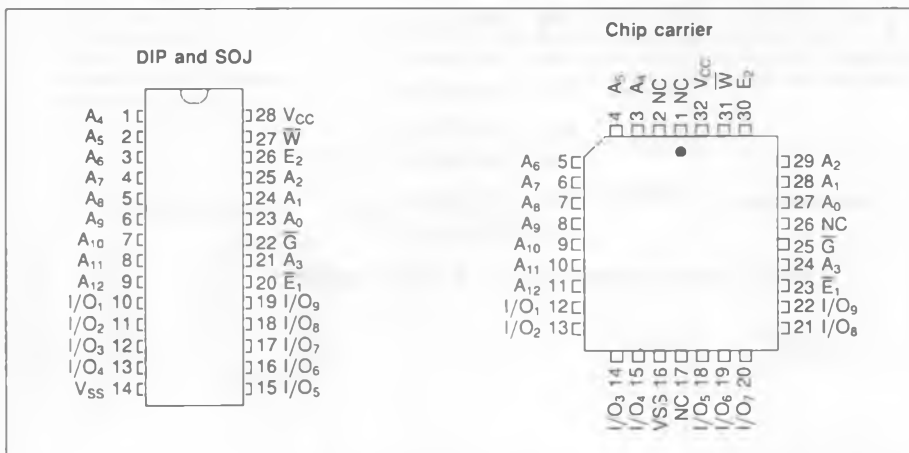 DIP and SOJ
A₄ 1 28 V_CC
A₅ 2 27 W̅
A₆ 3 26 E₂
A₇ 4 25 A₂
A₈ 5 24 A₁
A₉ 6 23 A₀
A₁₀ 7 22 G̅
A₁₁ 8 21 A₃
A₁₂ 9 20 E̅₁
I/O₁ 10 19 I/O₉
I/O₂ 11 18 I/O₈
I/O₃ 12 17 I/O₇
I/O₄ 13 16 I/O₆
V_SS 14 15 I/O₅
Chip carrier
4 A₅
3 A₄
2 NC
1 NC
32 V_CC
31 W̅
30 E₂
A₆ 5 29 A₂
A₇ 6 28 A₁
A₈ 7 27 A₀
A₉ 8 26 NC
A₁₀ 9 25 G̅
A₁₁ 10 24 A₃
A₁₂ 11 23 E̅₁
I/O₁ 12 22 I/O₉
I/O₂ 13 21 I/O₈
I/O₃ 14
I/O₄ 15
VSS 16
NC 17
I/O₅ 18
I/O₆ 19
I/O₇ 20